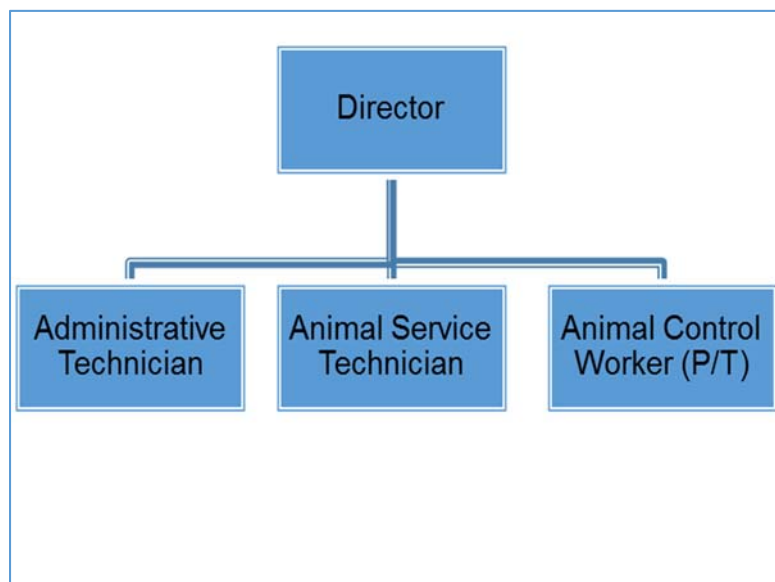 Director
Administrative
Technician
Animal Service
Technician
Animal Control
Worker (P/T)